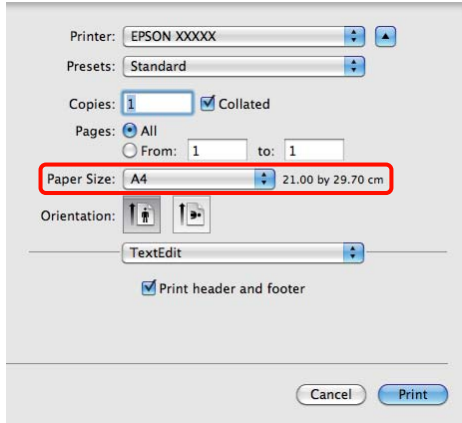 Printer: EPSON XXXXX
Presets: Standard
Copies: 1 Collated
Pages: All
From: 1 to: 1
Paper Size: A4 21.00 by 29.70 cm
Orientation:
TextEdit
Print header and footer
Cancel Print